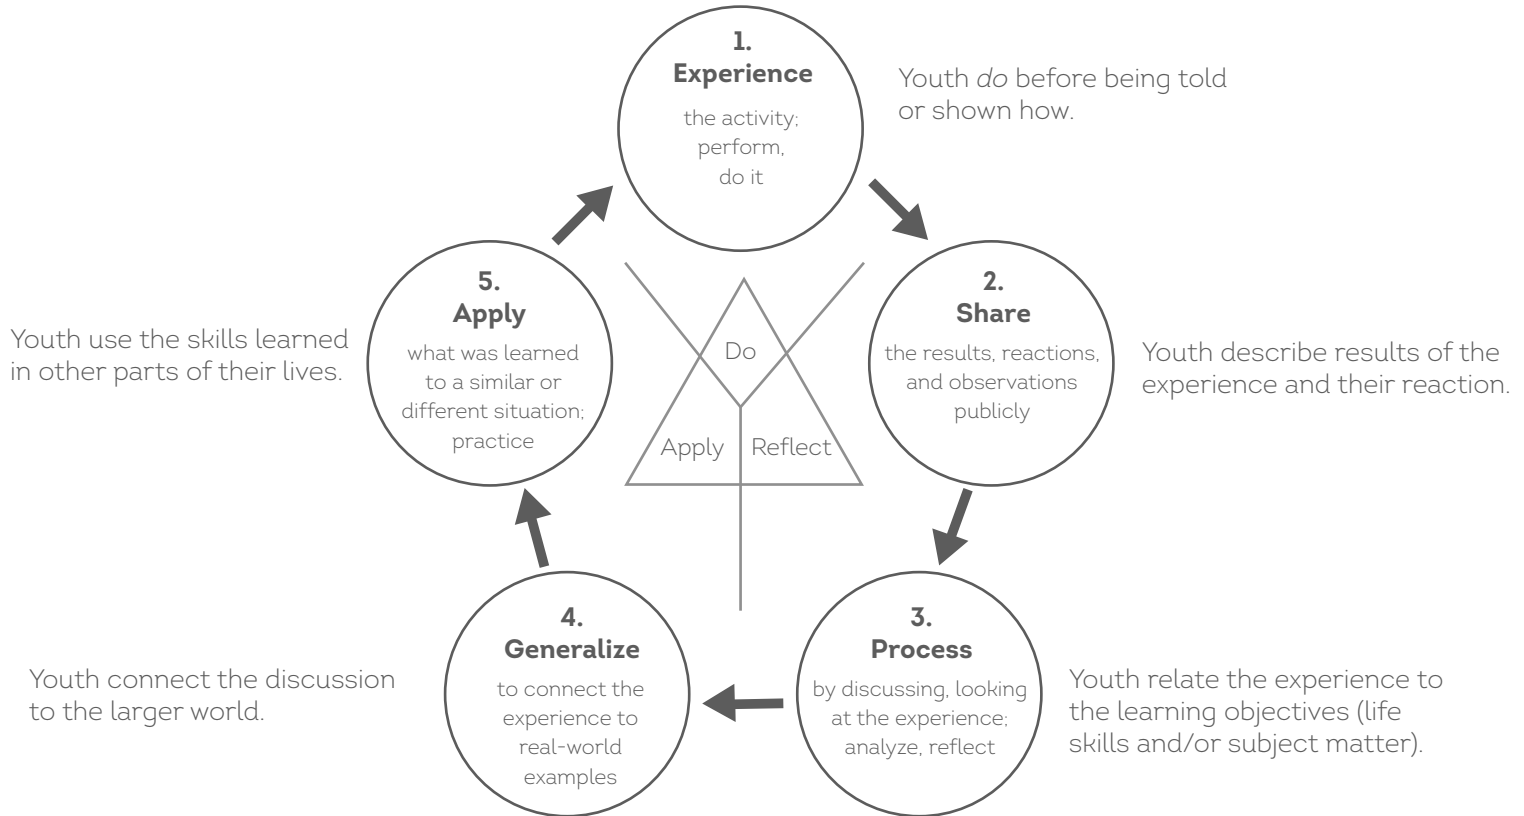 1.
Experience
the activity;
perform,
do it
Youth do before being told
or shown how.
2.
Share
the results, reactions,
and observations
publicly
Youth describe results of the
experience and their reaction.
3.
Process
by discussing, looking
at the experience;
analyze, reflect
Youth relate the experience to
the learning objectives (life
skills and/or subject matter).
4.
Generalize
to connect the
experience to
real-world
examples
Youth connect the discussion
to the larger world.
5.
Apply
what was learned
to a similar or
different situation;
practice
Youth use the skills learned
in other parts of their lives.
Do
Apply
Reflect